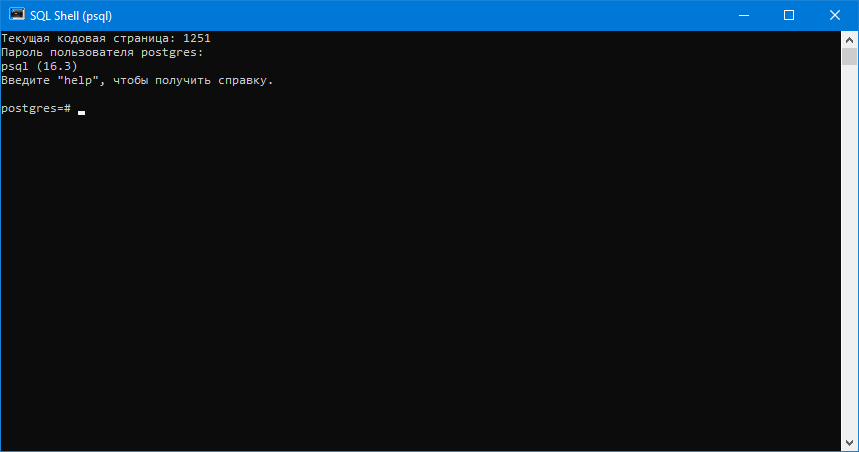 SQL Shell (psql)
Текущая кодовая страница: 1251
Пароль пользователя postgres:
psql (16.3)
Введите "help", чтобы получить справку.
postgres=#